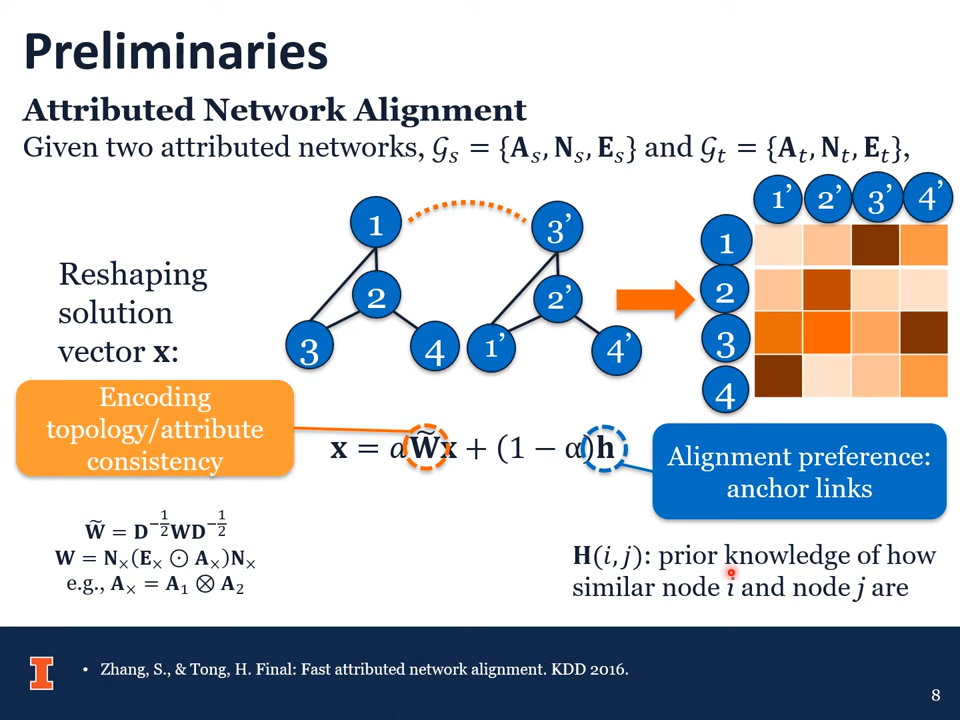 Preliminaries
Attributed Network Alignment
Given two attributed networks, 𝒢ₛ = {𝐀ₛ, 𝐍ₛ, 𝐄ₛ} and 𝒢ₜ = {𝐀ₜ, 𝐍ₜ, 𝐄ₜ},
1
2
3
4
3’
2’
1’
4’
1’ 2’ 3’ 4’
1
2
3
4
Reshaping
solution
vector x:
Encoding
topology/attribute
consistency
x = αW̃x + (1 − α)h
Alignment preference:
anchor links
W̃ = D^{−1/2}WD^{−1/2}
W = N×(E× ⊙ A×)N×
e.g., A× = A₁ ⊗ A₂
H(i, j): prior knowledge of how
similar node i and node j are
I
• Zhang, S., & Tong, H. Final: Fast attributed network alignment. KDD 2016.
8